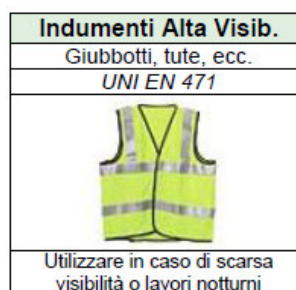 Indumenti Alta Visib.
Giubbotti, tute, ecc.
UNI EN 471
Utilizzare in caso di scarsa
visibilità o lavori notturni